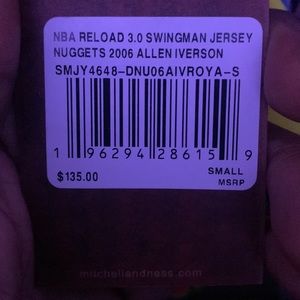 NBA RELOAD 3.0 SWINGMAN JERSEY
NUGGETS 2006 ALLEN IVERSON
SMJY4648-DNU06AIVROYA-S
1 96294 28615 9
SMALL
$135.00
MSRP
mitchellandness.com